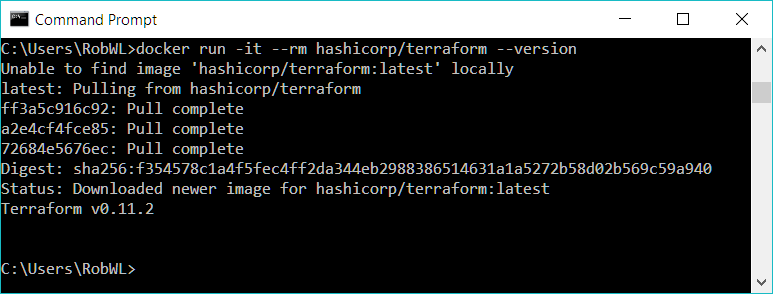 Command Prompt
C:\Users\RobWL>docker run -it --rm hashicorp/terraform --version
Unable to find image 'hashicorp/terraform:latest' locally
latest: Pulling from hashicorp/terraform
ff3a5c916c92: Pull complete
a2e4cf4fce85: Pull complete
72684e5676ec: Pull complete
Digest: sha256:f354578c1a4f5fec4ff2da344eb2988386514631a1a5272b58d02b569c59a940
Status: Downloaded newer image for hashicorp/terraform:latest
Terraform v0.11.2
C:\Users\RobWL>